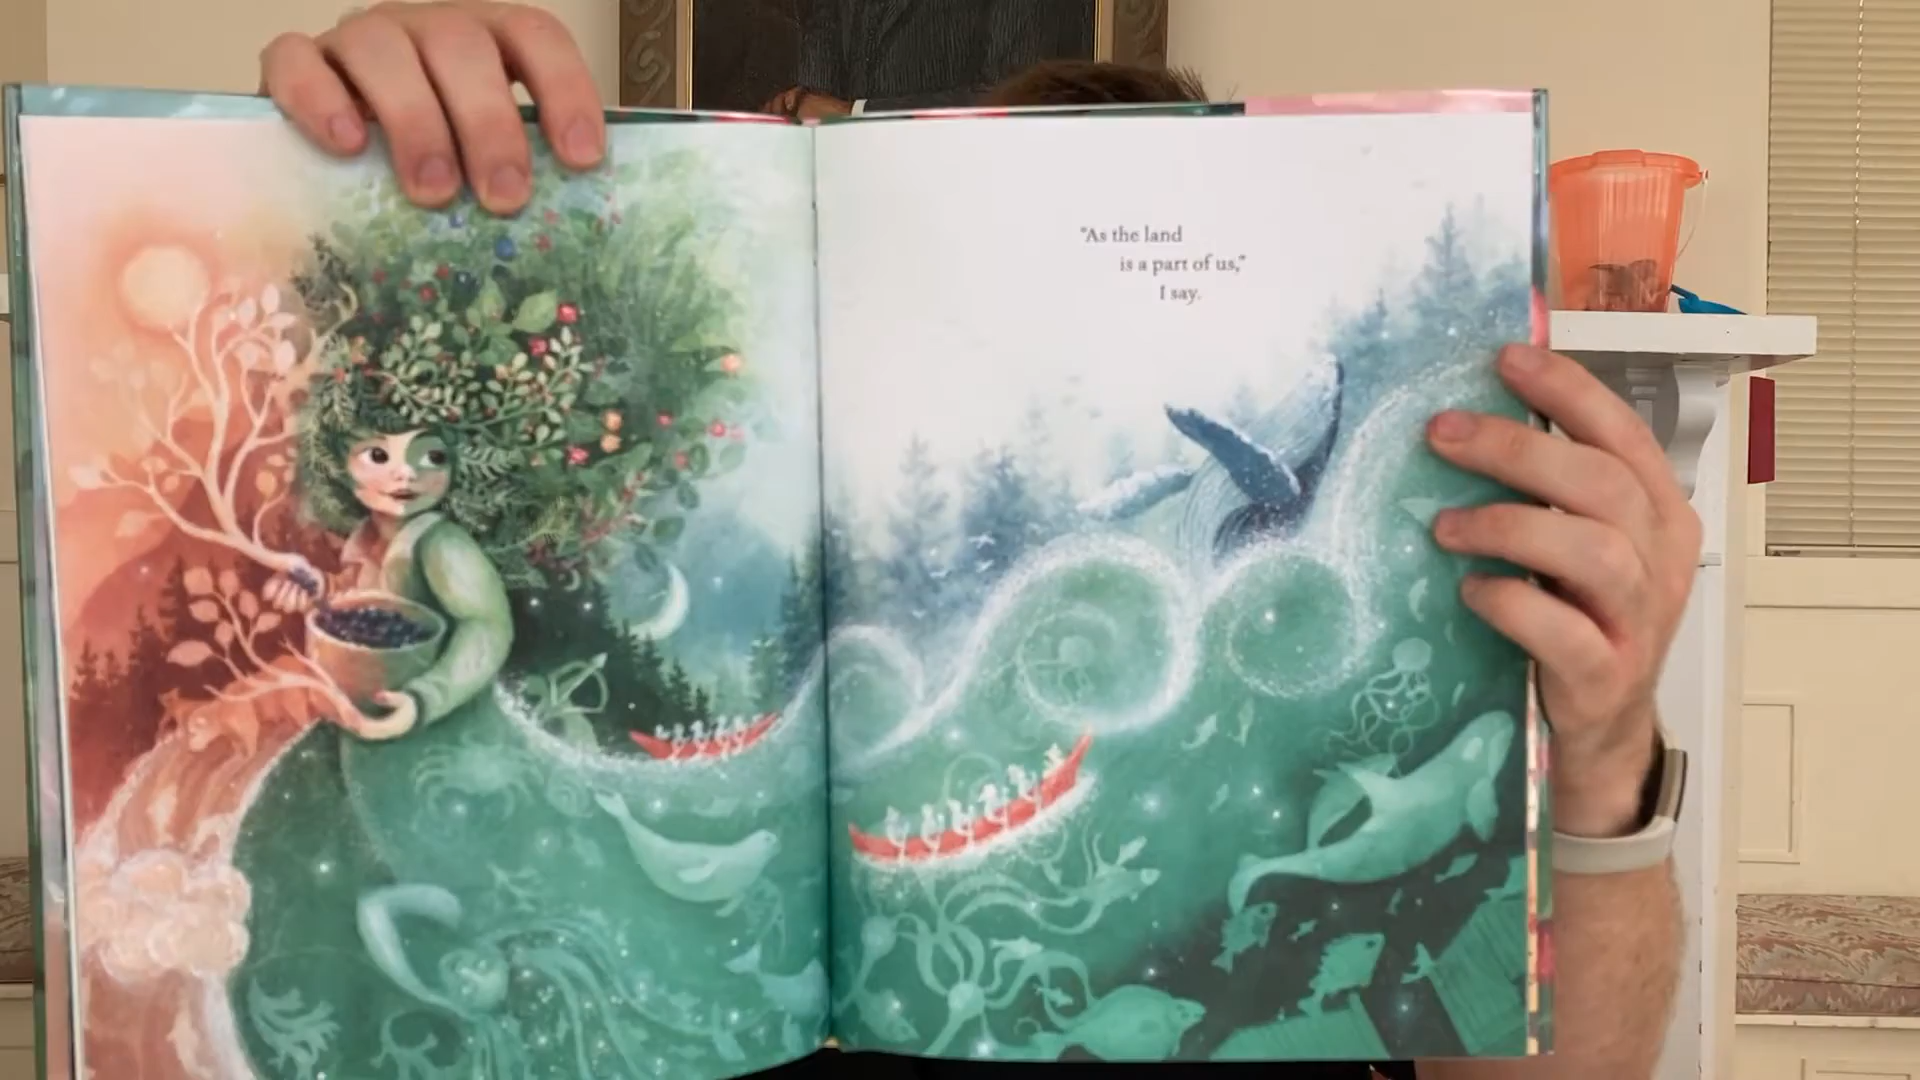 "As the land
is a part of us,"
I say.